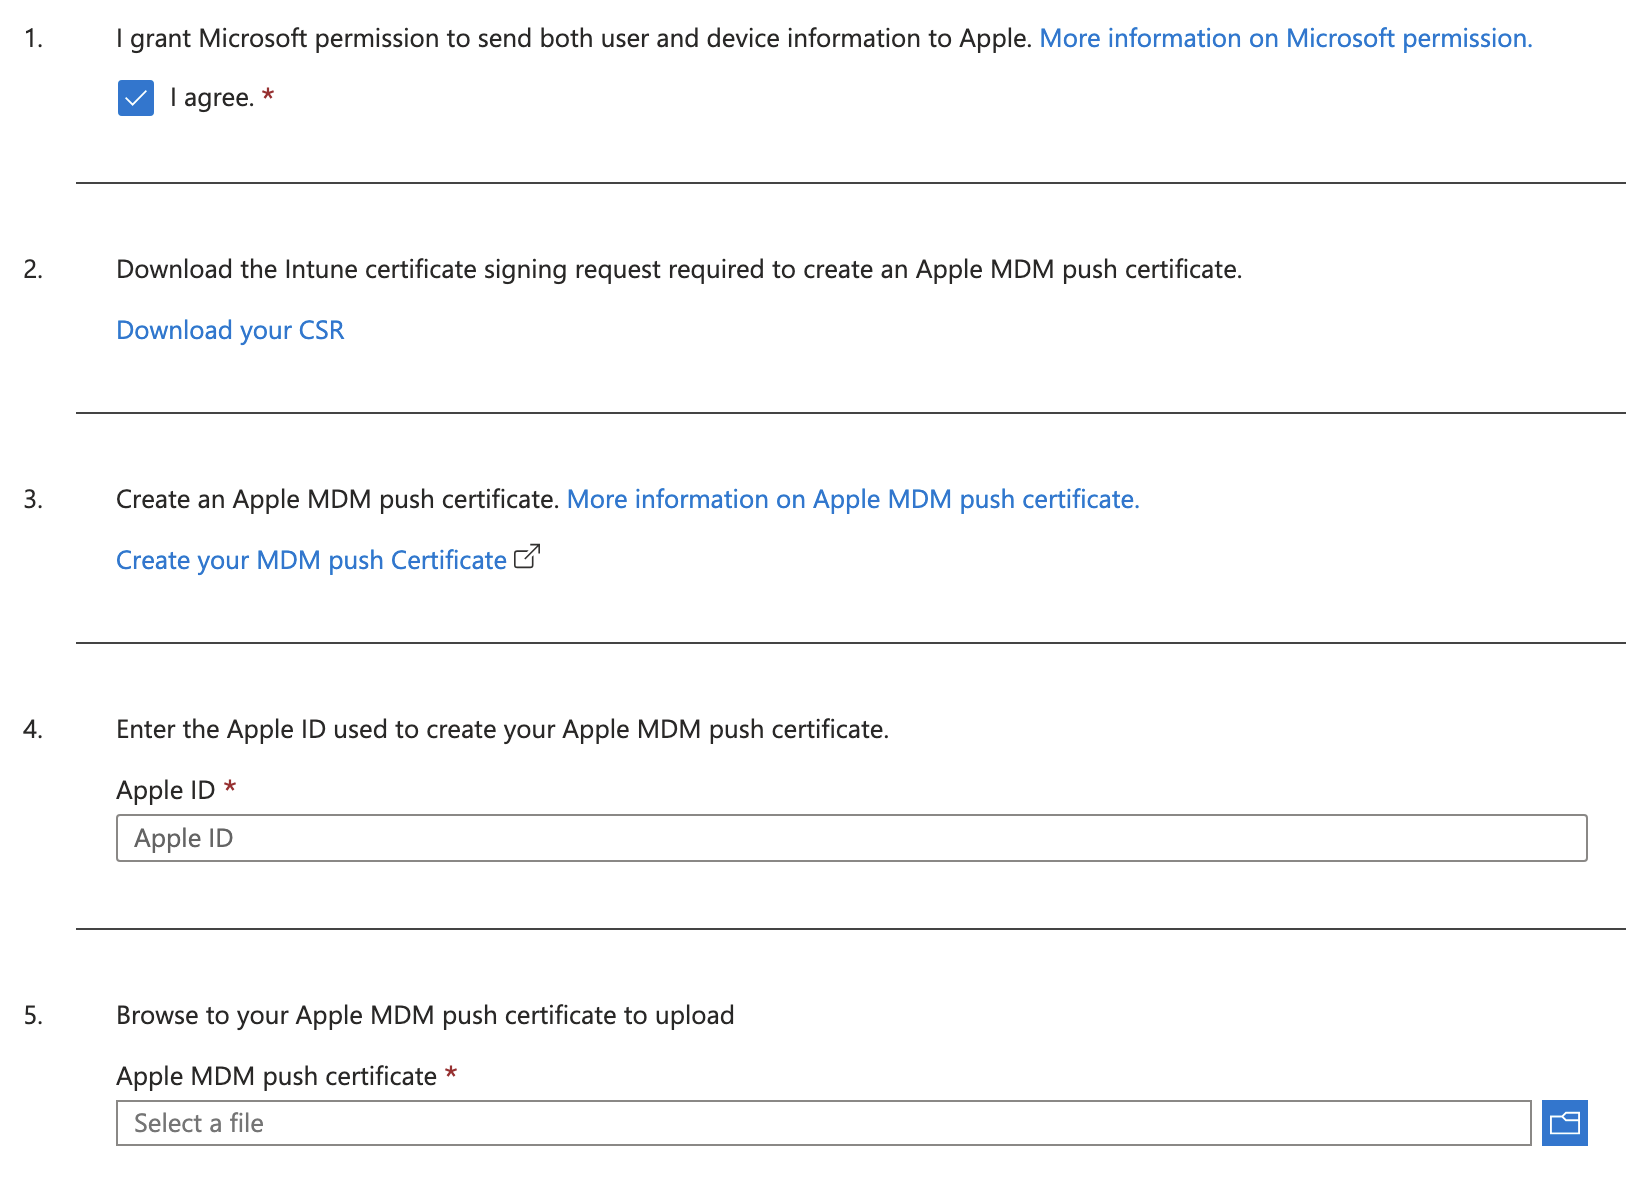 1. I grant Microsoft permission to send both user and device information to Apple. More information on Microsoft permission.
I agree. *
2. Download the Intune certificate signing request required to create an Apple MDM push certificate.
Download your CSR
3. Create an Apple MDM push certificate. More information on Apple MDM push certificate.
Create your MDM push Certificate
4. Enter the Apple ID used to create your Apple MDM push certificate.
Apple ID *
Apple ID
5. Browse to your Apple MDM push certificate to upload
Apple MDM push certificate *
Select a file